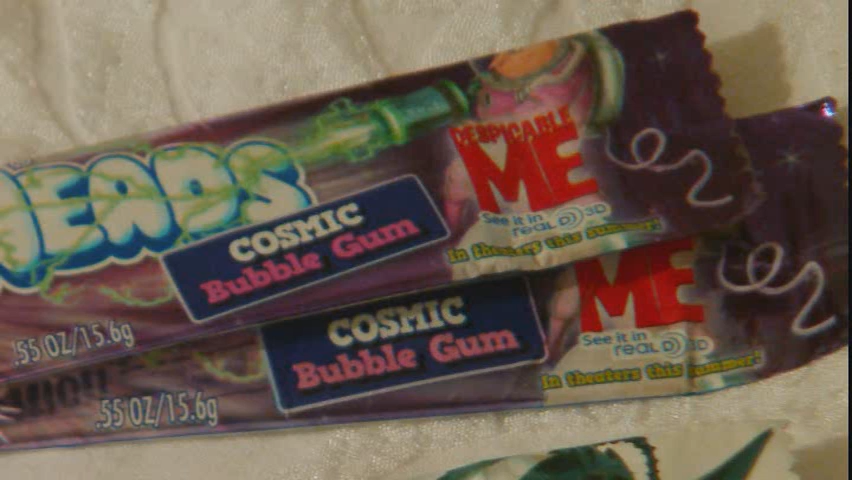 HEADS
COSMIC
Bubble Gum
DESPICABLE
ME
See it in
REAL D 3D
In theaters this summer!
.55 OZ/15.6g
COSMIC
Bubble Gum
ME
See it in
REAL D 3D
In theaters this summer!
.55 OZ/15.6g